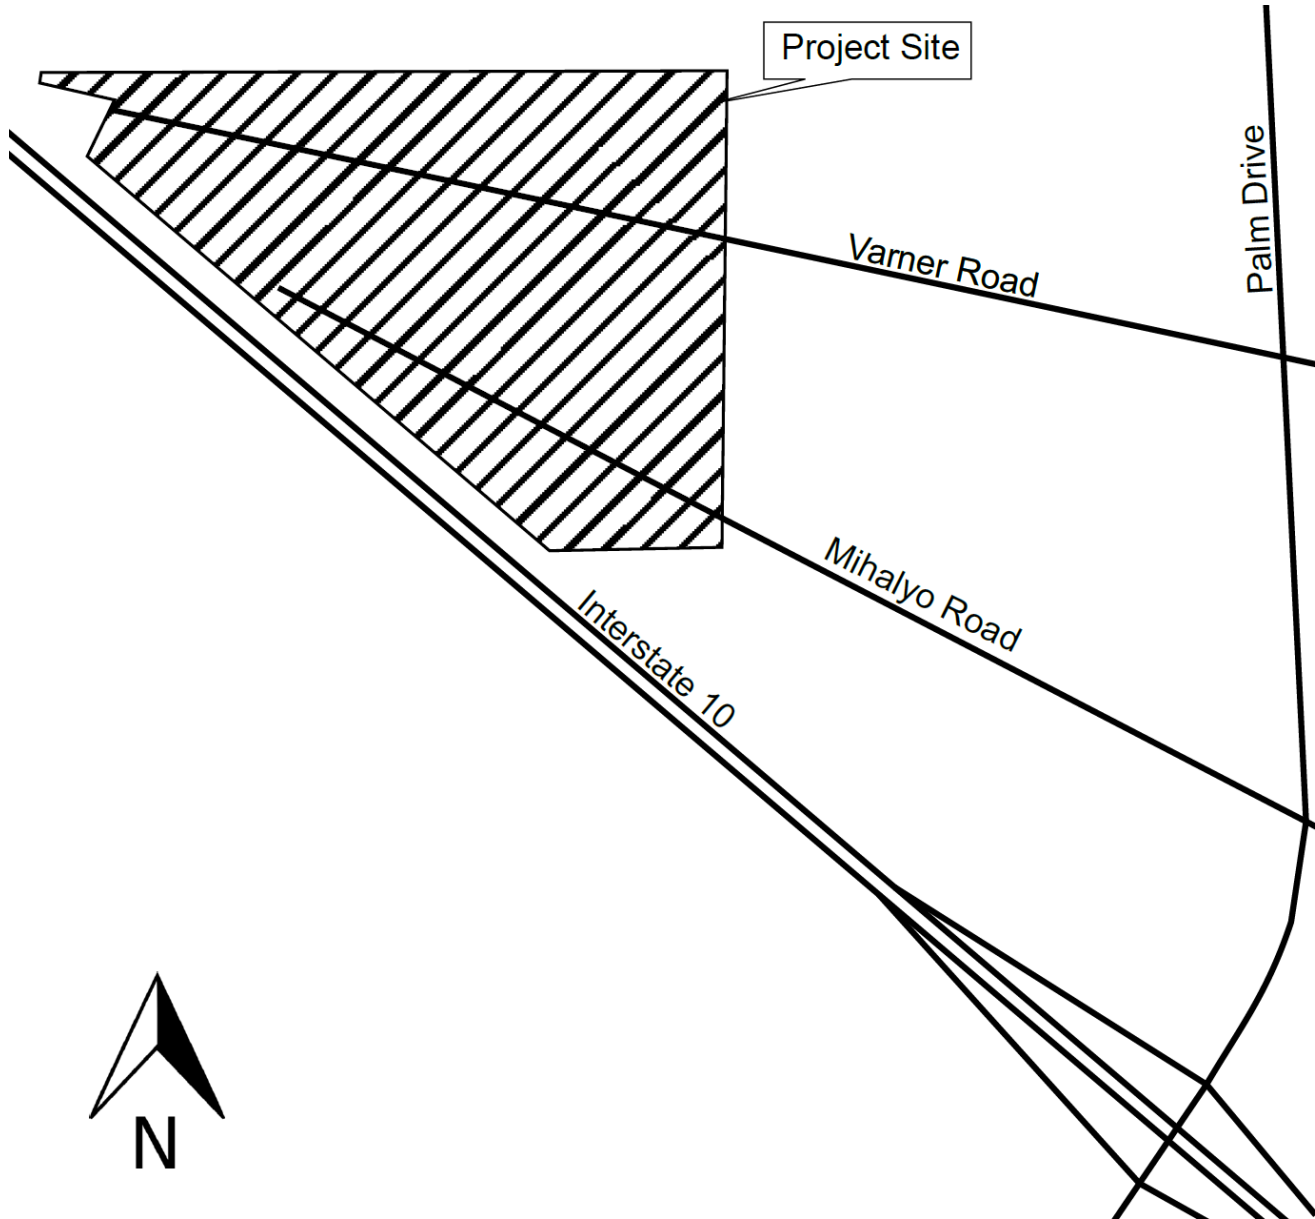 Project Site
Palm Drive
Varner Road
Mihalyo Road
Interstate 10
N